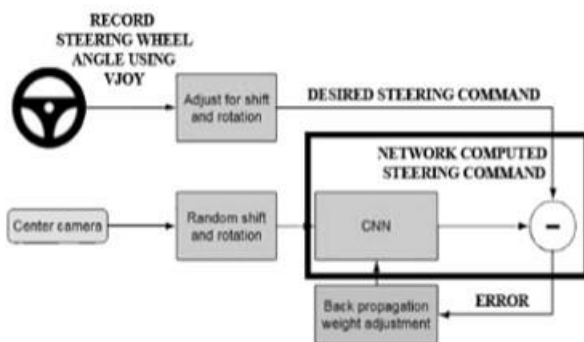 RECORD
STEERING WHEEL
ANGLE USING
VJOY
Adjust for shift
and rotation
DESIRED STEERING COMMAND
NETWORK COMPUTED
STEERING COMMAND
Center camera
Random shift
and rotation
CNN
-
Back propagation
weight adjustment
ERROR